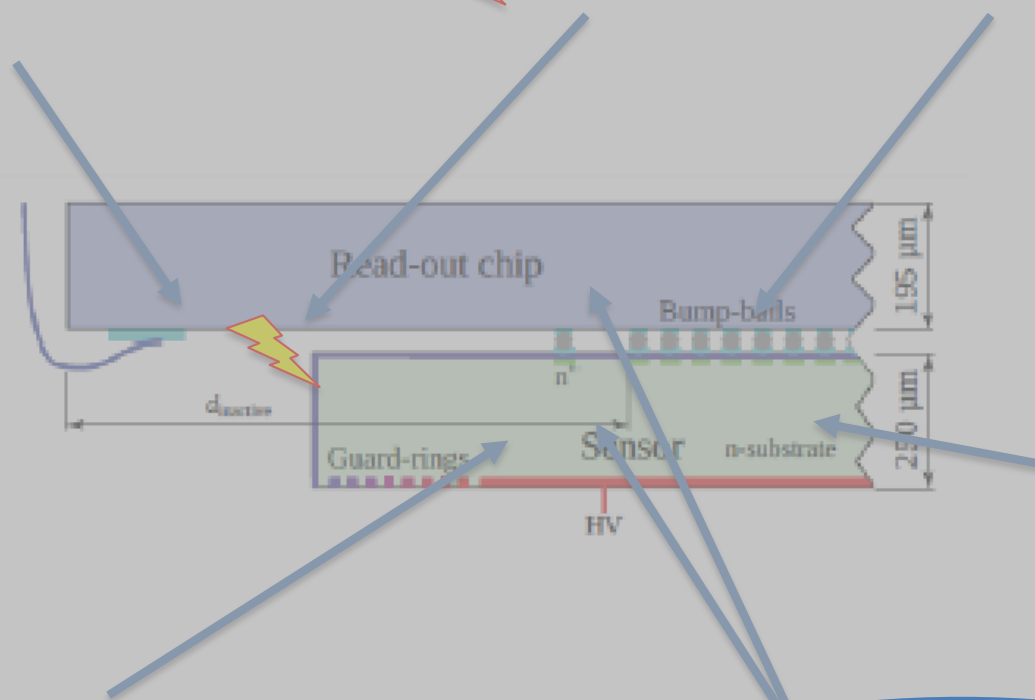 Read-out chip
195 µm
Bump-balls
n⁺
d_inactive
Sensor
n-substrate
250 µm
Guard-rings
HV